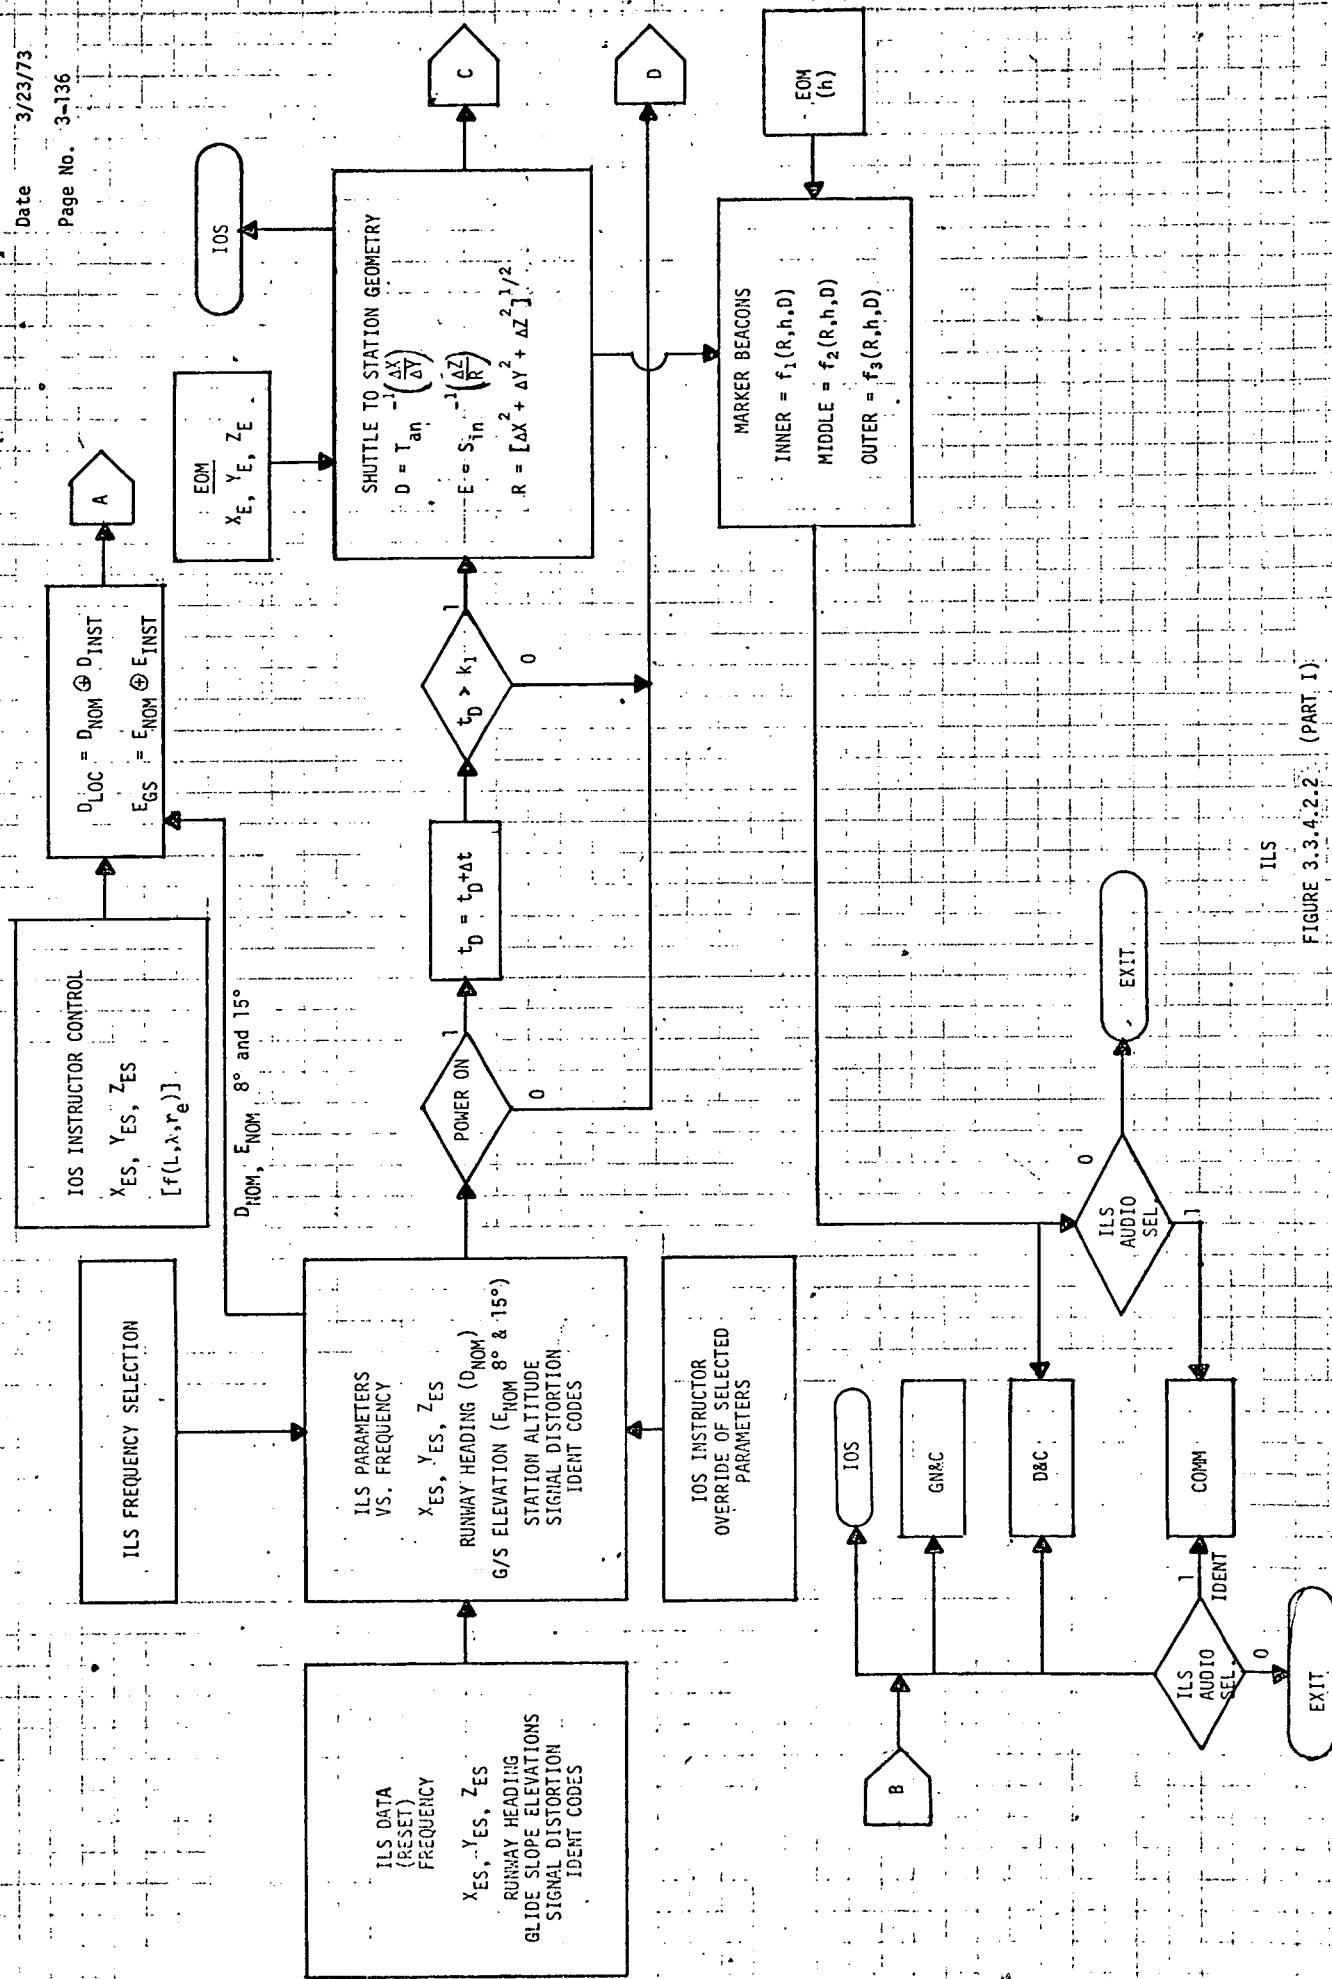 Date 3/23/73
Page No. 3-136
IOS INSTRUCTOR CONTROL
X_ES, Y_ES, Z_ES
[f(L,λ,r_e)]
D_LOC = D_NOM ⊕ D_INST
E_GS = E_NOM ⊕ E_INST
A
ILS FREQUENCY SELECTION
D_NOM, E_NOM 8° and 15°
EOM
X_E, Y_E, Z_E
IOS
ILS DATA
(RESET)
FREQUENCY
X_ES, Y_ES, Z_ES
RUNWAY HEADING
GLIDE SLOPE ELEVATIONS
SIGNAL DISTORTION
IDENT CODES
ILS PARAMETERS
VS. FREQUENCY
X_ES, Y_ES, Z_ES
RUNWAY HEADING (D_NOM)
G/S ELEVATION (E_NOM 8° & 15°)
STATION ALTITUDE
SIGNAL DISTORTION
IDENT CODES
POWER ON
1
0
t_D = t_D+Δt
t_D > k_1
1
0
SHUTTLE TO STATION GEOMETRY
D = Tan^-1(ΔX/ΔY)
E = Sin^-1(ΔZ/R)
R = [ΔX^2 + ΔY^2 + ΔZ^2]^1/2
C
D
IOS INSTRUCTOR
OVERRIDE OF SELECTED
PARAMETERS
MARKER BEACONS
INNER = f_1(R,h,D)
MIDDLE = f_2(R,h,D)
OUTER = f_3(R,h,D)
EOM
(h)
B
IOS
GN&C
D&C
COMM
ILS
AUDIO
SEL.
1
IDENT
0
EXIT
ILS
AUDIO
SEL.
0
1
EXIT
ILS
FIGURE 3.3.4.2.2 (PART I)